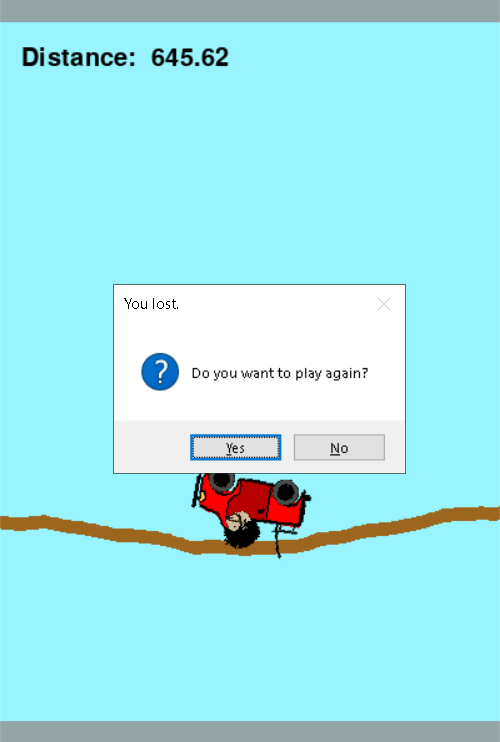 Distance: 645.62
You lost.
?
Do you want to play again?
Yes
No